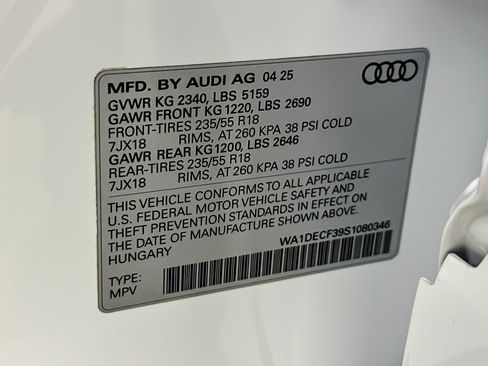 MFD. BY AUDI AG 04 25
GVWR KG 2340, LBS 5159
GAWR FRONT KG 1220, LBS 2690
FRONT-TIRES 235/55 R18
7JX18 RIMS, AT 260 KPA 38 PSI COLD
GAWR REAR KG 1200, LBS 2646
REAR-TIRES 235/55 R18
7JX18 RIMS, AT 260 KPA 38 PSI COLD
THIS VEHICLE CONFORMS TO ALL APPLICABLE
U.S. FEDERAL MOTOR VEHICLE SAFETY AND
THEFT PREVENTION STANDARDS IN EFFECT ON
THE DATE OF MANUFACTURE SHOWN ABOVE.
HUNGARY
WA1DECF39S1080346
TYPE:
MPV